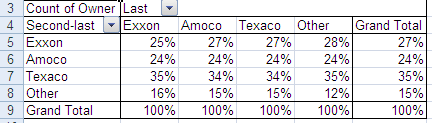 3 Count of Owner Last
4 Second-last Exxon Amoco Texaco Other Grand Total
5 Exxon 25% 27% 27% 28% 27%
6 Amoco 24% 24% 24% 24% 24%
7 Texaco 35% 34% 34% 35% 35%
8 Other 16% 15% 15% 12% 15%
9 Grand Total 100% 100% 100% 100% 100%